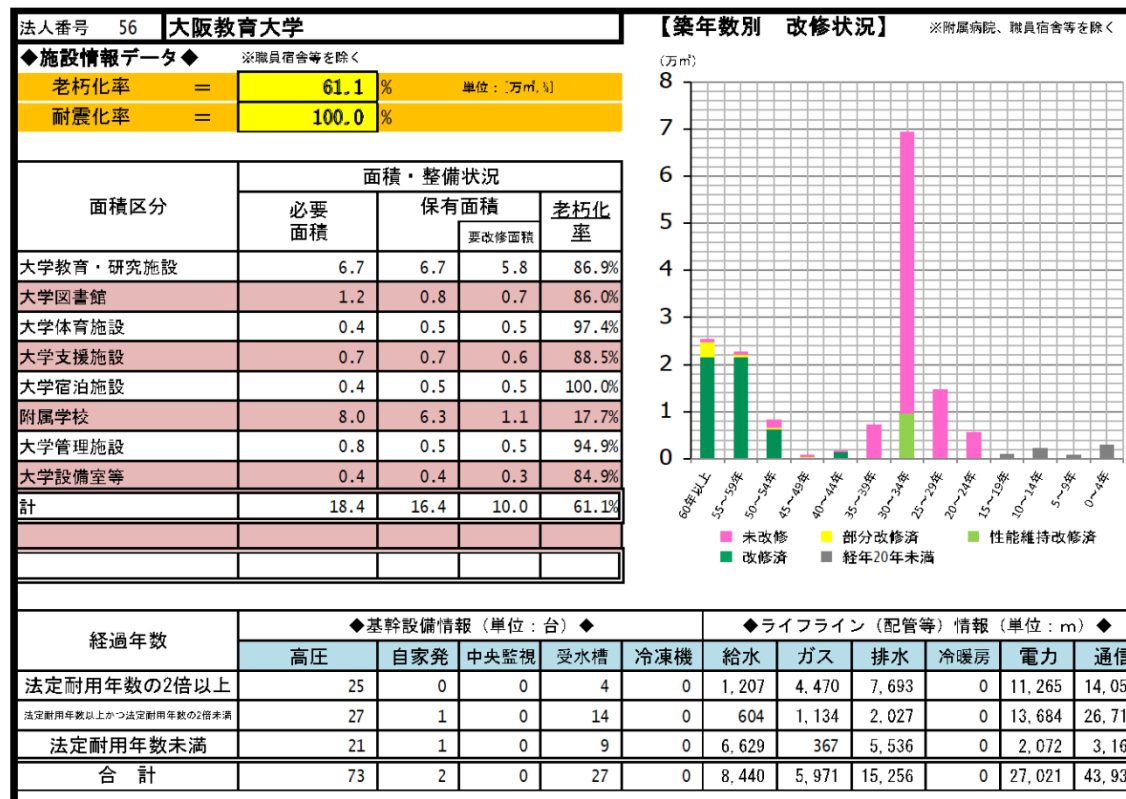 法人番号 56 大阪教育大学
◆施設情報データ◆ ※職員宿舎等を除く
老朽化率 = 61.1 % 単位：[万㎡,%]
耐震化率 = 100.0 %
面積区分 面積・整備状況
必要面積 保有面積 要改修面積 老朽化率
大学教育・研究施設 6.7 6.7 5.8 86.9%
大学図書館 1.2 0.8 0.7 86.0%
大学体育施設 0.4 0.5 0.5 97.4%
大学支援施設 0.7 0.7 0.6 88.5%
大学宿泊施設 0.4 0.5 0.5 100.0%
附属学校 8.0 6.3 1.1 17.7%
大学管理施設 0.8 0.5 0.5 94.9%
大学設備室等 0.4 0.4 0.3 84.9%
計 18.4 16.4 10.0 61.1%
【築年数別 改修状況】 ※附属病院、職員宿舎等を除く
(万㎡)
8
7
6
5
4
3
2
1
0
60年以上 55～59年 50～54年 45～49年 40～44年 35～39年 30～34年 25～29年 20～24年 15～19年 10～14年 5～9年 0～4年
未改修 部分改修済 性能維持改修済
改修済 経年20年未満
経過年数 ◆基幹設備情報（単位：台）◆ ◆ライフライン（配管等）情報（単位：m）◆
高圧 自家発 中央監視 受水槽 冷凍機 給水 ガス 排水 冷暖房 電力 通信
法定耐用年数の2倍以上 25 0 0 4 0 1,207 4,470 7,693 0 11,265 14,05
法定耐用年数以上かつ法定耐用年数の2倍未満 27 1 0 14 0 604 1,134 2,027 0 13,684 26,71
法定耐用年数未満 21 1 0 9 0 6,629 367 5,536 0 2,072 3,16
合計 73 2 0 27 0 8,440 5,971 15,256 0 27,021 43,93